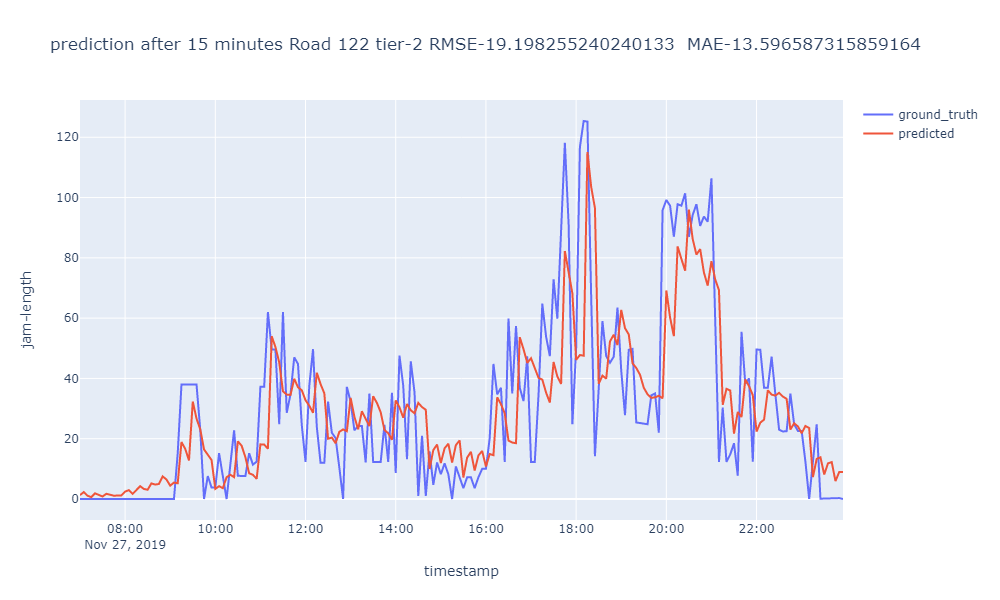 prediction after 15 minutes Road 122 tier-2 RMSE-19.198255240240133  MAE-13.596587315859164
ground_truth
predicted
jam-length
120
100
80
60
40
20
0
08:00 10:00 12:00 14:00 16:00 18:00 20:00 22:00
Nov 27, 2019
timestamp